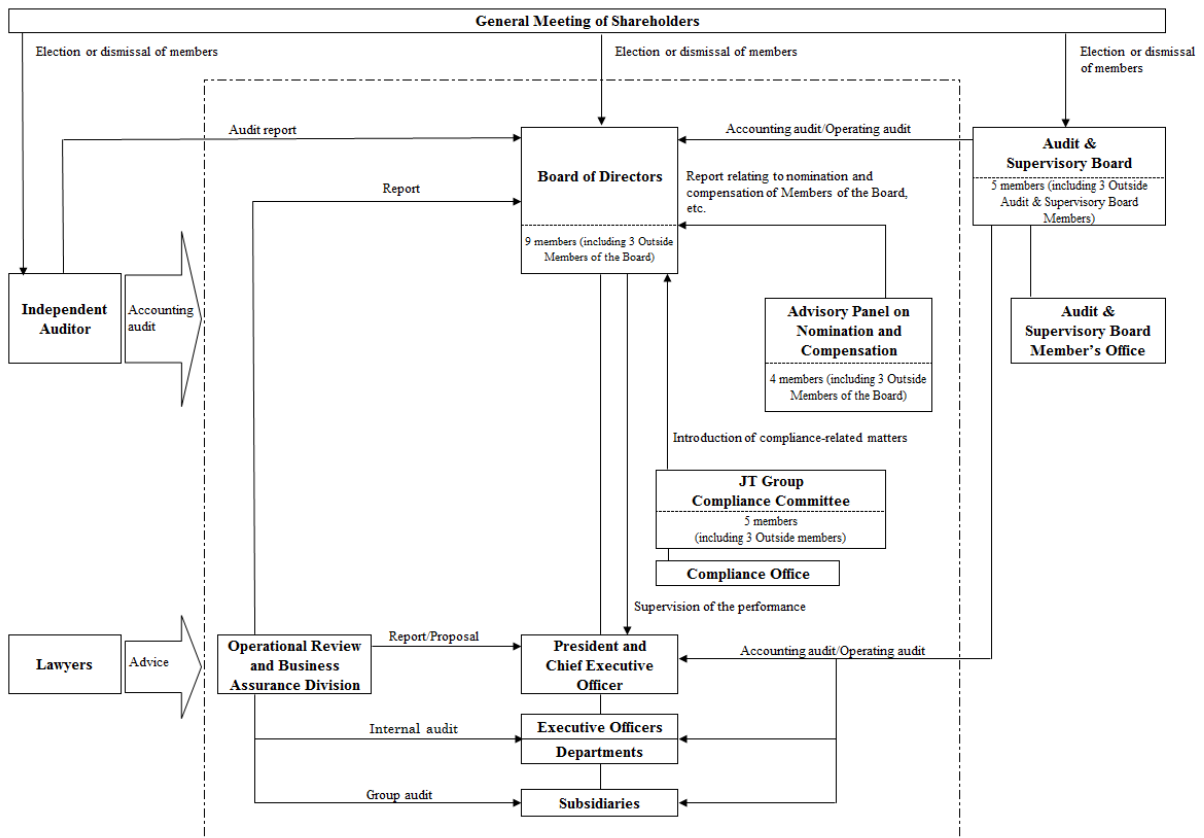 General Meeting of Shareholders
Election or dismissal of members
Election or dismissal of members
Election or dismissal
of members
Audit report
Accounting audit/Operating audit
Board of Directors
9 members (including 3 Outside
Members of the Board)
Audit &
Supervisory Board
5 members (including 3 Outside
Audit & Supervisory Board
Members)
Report
Report relating to nomination and
compensation of Members of the Board,
etc.
Independent
Auditor
Accounting
audit
Advisory Panel on
Nomination and
Compensation
4 members (including 3 Outside
Members of the Board)
Audit &
Supervisory Board
Member's Office
Introduction of compliance-related matters
JT Group
Compliance Committee
5 members
(including 3 Outside members)
Compliance Office
Supervision of the performance
Lawyers
Advice
Operational Review
and Business
Assurance Division
Report/Proposal
President and
Chief Executive
Officer
Accounting audit/Operating audit
Internal audit
Executive Officers
Departments
Group audit
Subsidiaries